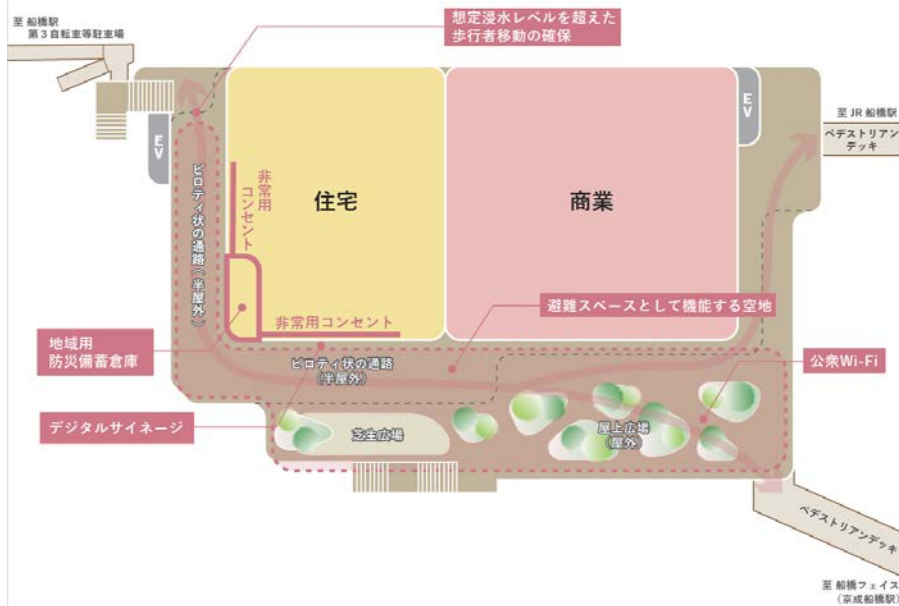 想定浸水レベルを超えた
歩行者移動の確保
至 船橋駅
第3自転車等駐車場
EV
EV
至 JR 船橋駅
ペデストリアン
デッキ
ピロティ状の通路(半屋外)
非常用
コンセント
住宅
商業
避難スペースとして機能する空地
地域用
防災備蓄倉庫
非常用コンセント
ピロティ状の通路
(半屋外)
公衆Wi-Fi
デジタルサイネージ
芝生広場
屋上広場
(屋外)
ペデストリアンデッキ
至 船橋フェイス
(京成船橋駅)